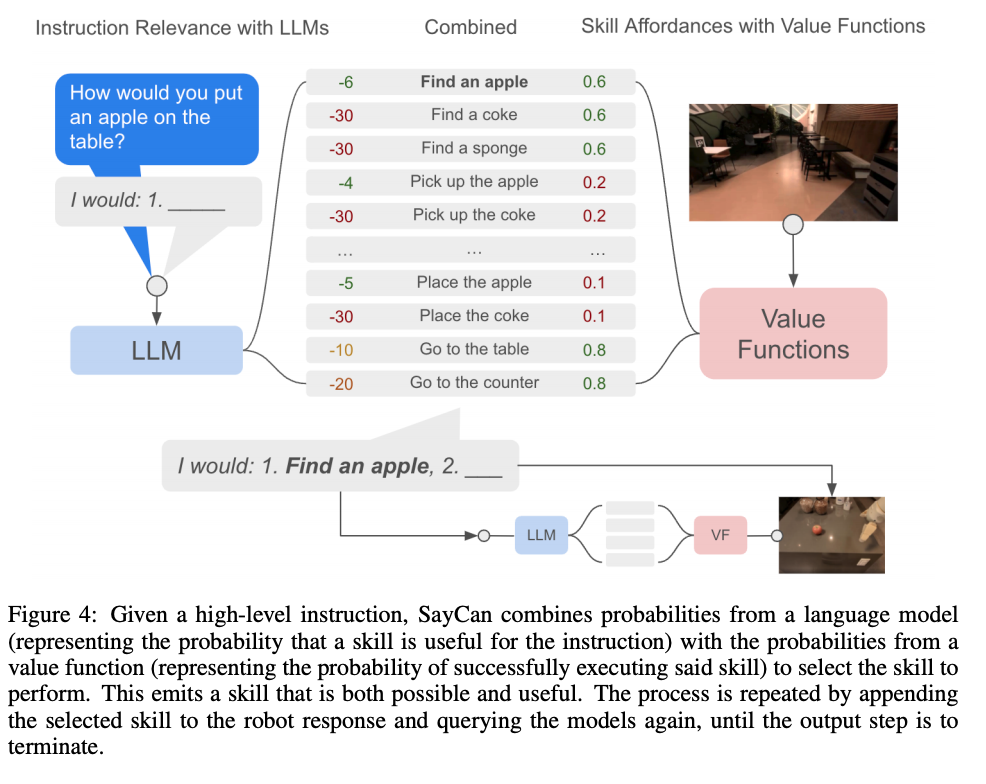 Instruction Relevance with LLMs
Combined
Skill Affordances with Value Functions
How would you put
an apple on the
table?
I would: 1. _____
LLM
-6 Find an apple 0.6
-30 Find a coke 0.6
-30 Find a sponge 0.6
-4 Pick up the apple 0.2
-30 Pick up the coke 0.2
... ... ...
-5 Place the apple 0.1
-30 Place the coke 0.1
-10 Go to the table 0.8
-20 Go to the counter 0.8
Value
Functions
I would: 1. Find an apple, 2. ___
LLM
VF
Figure 4: Given a high-level instruction, SayCan combines probabilities from a language model
(representing the probability that a skill is useful for the instruction) with the probabilities from a
value function (representing the probability of successfully executing said skill) to select the skill to
perform. This emits a skill that is both possible and useful. The process is repeated by appending
the selected skill to the robot response and querying the models again, until the output step is to
terminate.